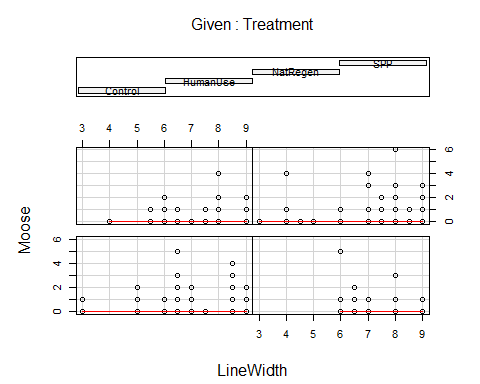 Given : Treatment
SPP
NatRegen
HumanUse
Control
3 4 5 6 7 8 9
0 2 4 6
Moose
0 2 4 6
3 4 5 6 7 8 9
LineWidth